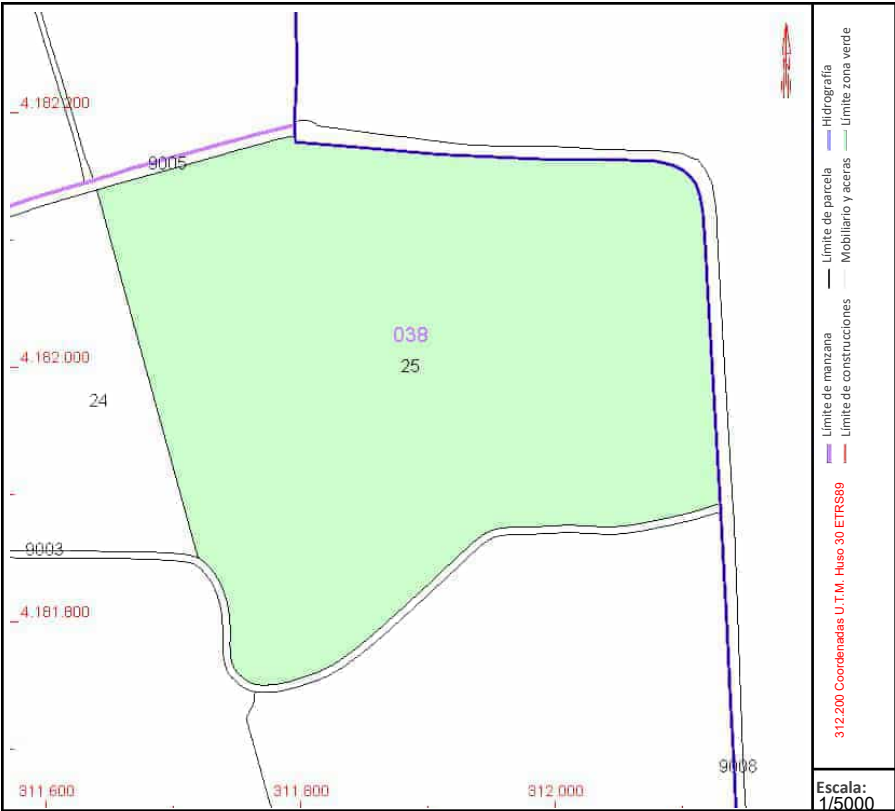 4.182.200
9005
038
4.182.000
25
24
9003
4.181.800
9008
311.600
311.800
312.000
312.200 Coordenadas U.T.M. Huso 30 ETRS89
Límite de manzana
Límite de construcciones
Límite de parcela
Mobiliario y aceras
Hidrografía
Límite zona verde
Escala:
1/5000